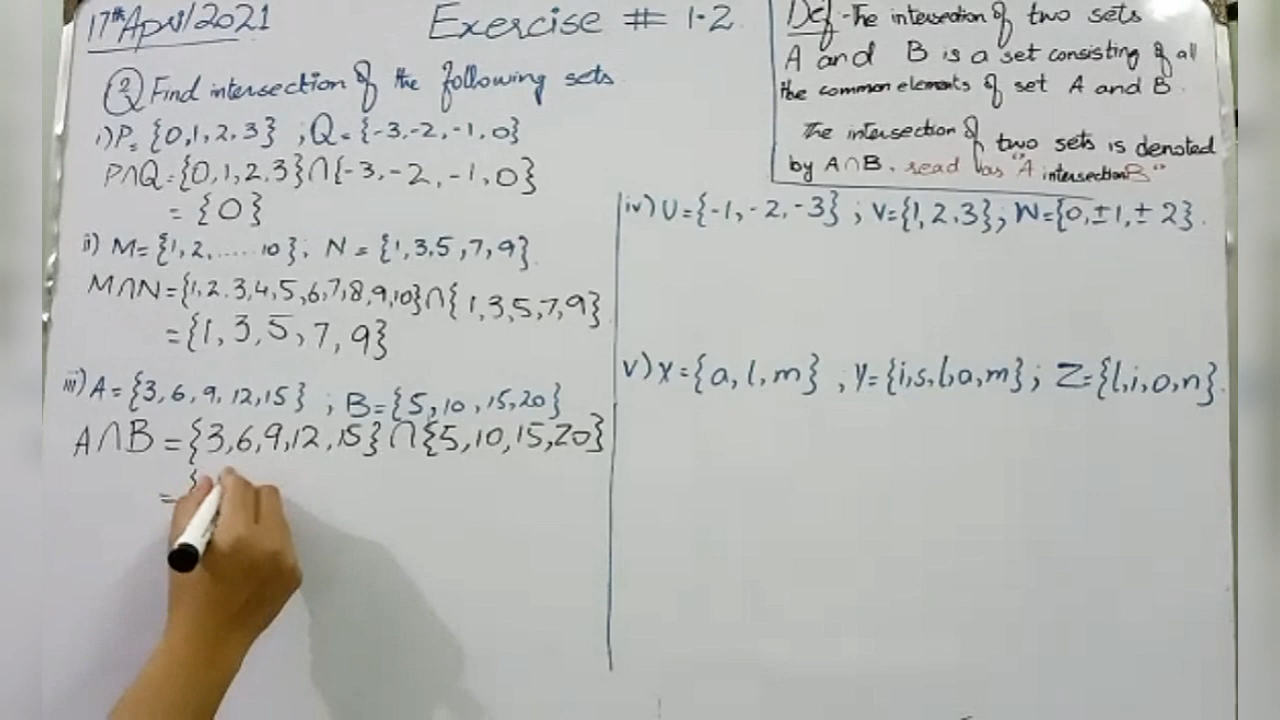 17th April 2021
Exercise # 1.2
Def - The intersection of two sets
A and B is a set consisting of all
the common elements of set A and B.
The intersection of two sets is denoted
by A∩B. read as "A intersection B"
Q Find intersection of the following sets
i) P= {0,1,2,3} ; Q= {-3,-2,-1,0}
P∩Q={0,1,2,3}∩{-3,-2,-1,0}
= {0}
ii) M= {1,2,.....10}; N = {1,3,5,7,9}.
M∩N={1,2.3,4,5,6,7,8,9,10}∩{1,3,5,7,9}
={1,3,5,7,9}
iii) A={3,6,9,12,15} ; B={5,10,15,20}
A∩B={3,6,9,12,15}∩{5,10,15,20}
= {
iv) U={-1,-2,-3} ; V={1,2.3}; W={0,±1,±2}.
v) X={a,l,m} , Y={i,s,l,a,m}; Z={l,i,o,n}.